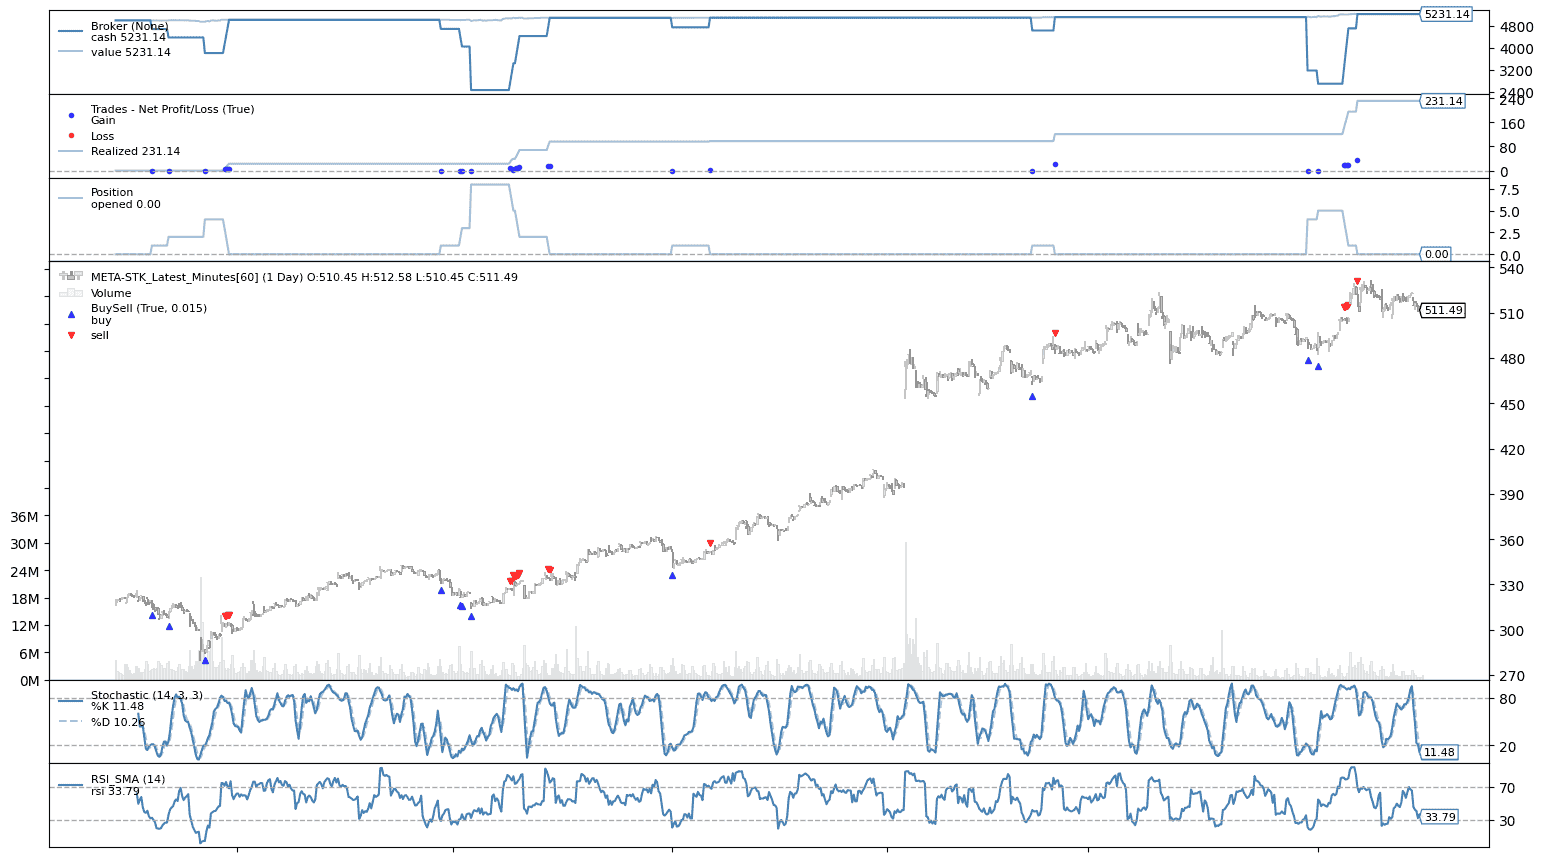 Broker (None)
cash 5231.14
value 5231.14
5231.14
4800
4000
3200
2400
Trades - Net Profit/Loss (True)
Gain
Loss
Realized 231.14
231.14
240
160
80
0
Position
opened 0.00
7.5
5.0
2.5
0.0
0.00
META-STK_Latest_Minutes[60] (1 Day) O:510.45 H:512.58 L:510.45 C:511.49
Volume
BuySell (True, 0.015)
buy
sell
540
511.49
510
480
450
420
390
360
330
300
270
36M
30M
24M
18M
12M
6M
0M
Stochastic (14, 3, 3)
%K 11.48
%D 10.26
80
20
11.48
RSI_SMA (14)
rsi 33.79
70
30
33.79